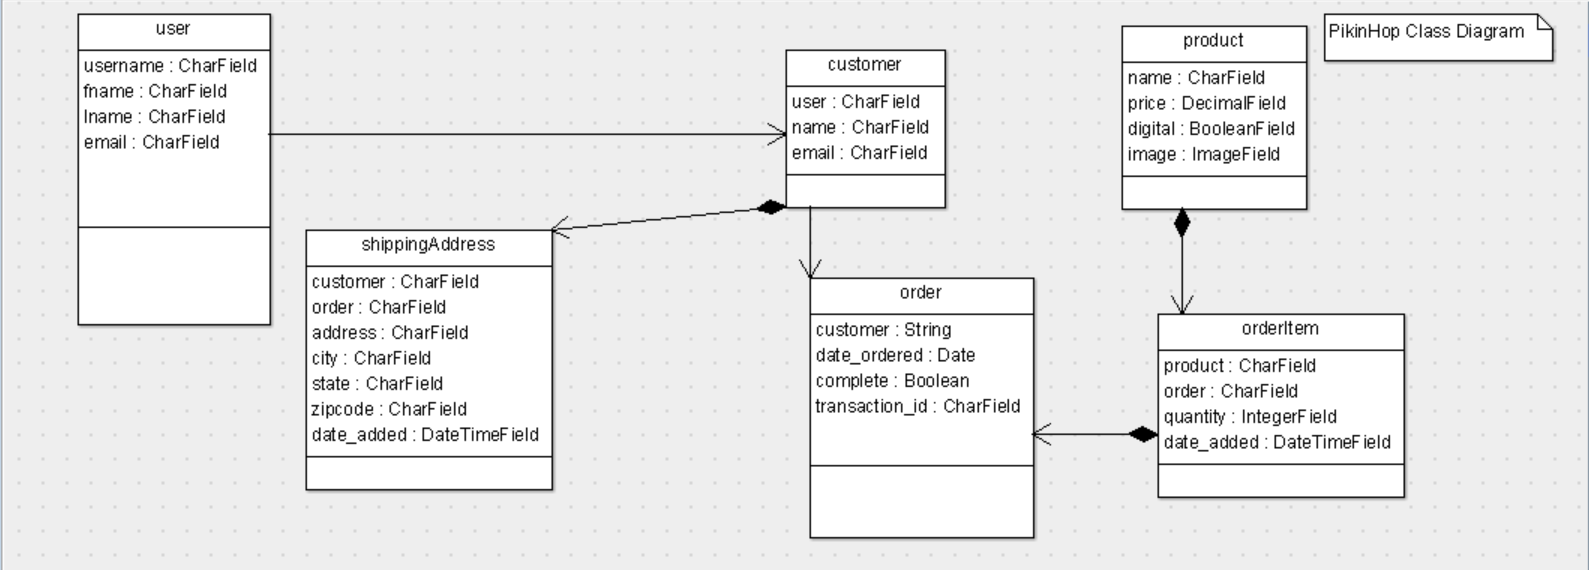 user
username : CharField
fname : CharField
lname : CharField
email : CharField
customer
user : CharField
name : CharField
email : CharField
product
name : CharField
price : DecimalField
digital : BooleanField
image : ImageField
PikinHop Class Diagram
shippingAddress
customer : CharField
order : CharField
address : CharField
city : CharField
state : CharField
zipcode : CharField
date_added : DateTimeField
order
customer : String
date_ordered : Date
complete : Boolean
transaction_id : CharField
orderItem
product : CharField
order : CharField
quantity : IntegerField
date_added : DateTimeField